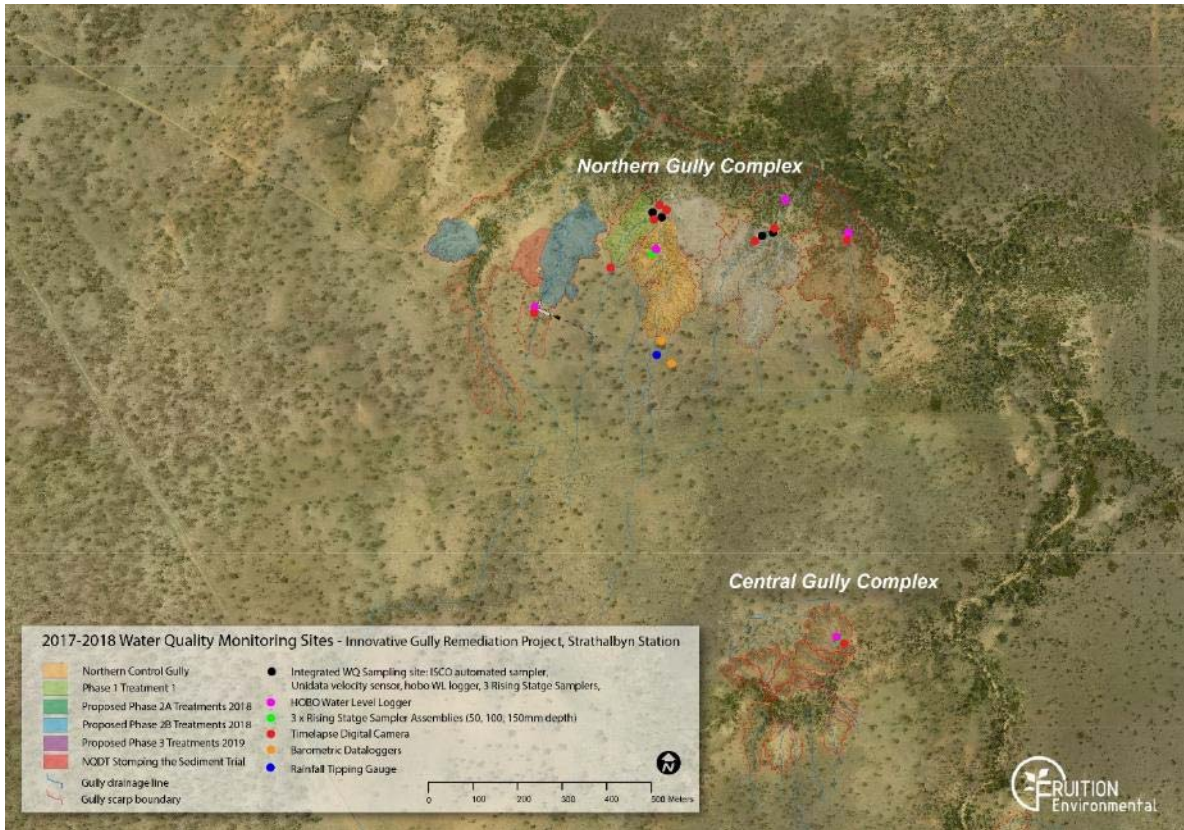 Northern Gully Complex
Central Gully Complex
2017-2018 Water Quality Monitoring Sites - Innovative Gully Remediation Project, Strathalbyn Station
Northern Control Gully
Phase 1 Treatment 1
Proposed Phase 2A Treatments 2018
Proposed Phase 2B Treatments 2018
Proposed Phase 3 Treatments 2019
NQDT Stomping the Sediment Trial
Gully drainage line
Gully scarp boundary
Integrated WQ Sampling site: ISCO automated sampler,
Unidata velocity sensor, hobo WL logger, 3 Rising Statge Samplers,
HOBO Water Level Logger
3 x Rising Statge Sampler Assemblies (50, 100, 150mm depth)
Timelapse Digital Camera
Barometric Dataloggers
Rainfall Tipping Gauge
N
0 100 200 300 400 500 Meters
FRUITION
Environmental